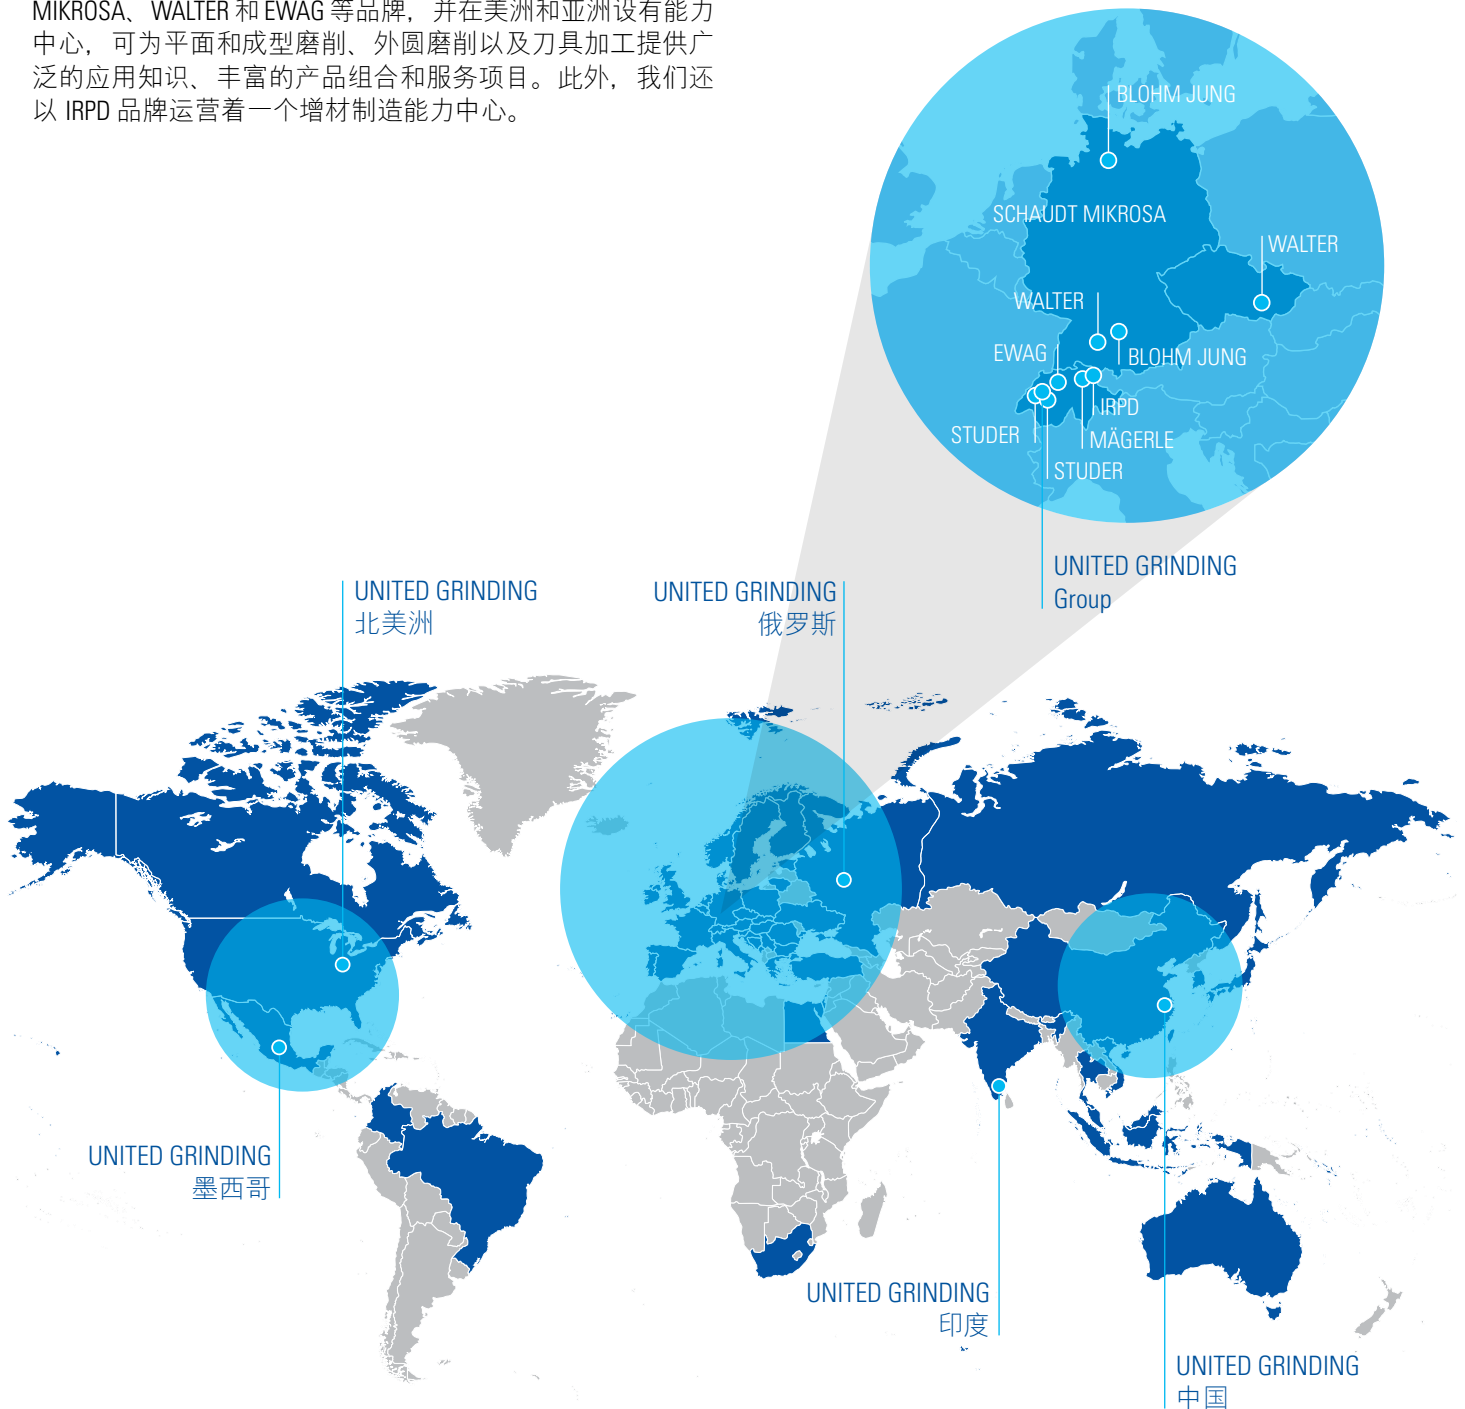 MIKROSA、WALTER 和 EWAG 等品牌，并在美洲和亚洲设有能力
中心，可为平面和成型磨削、外圆磨削以及刀具加工提供广
泛的应用知识、丰富的产品组合和服务项目。此外，我们还
以 IRPD 品牌运营着一个增材制造能力中心。
BLOHM JUNG
SCHAUDT MIKROSA
WALTER
WALTER
EWAG
BLOHM JUNG
IRPD
STUDER
MÄGERLE
STUDER
UNITED GRINDING
Group
UNITED GRINDING
北美洲
UNITED GRINDING
俄罗斯
UNITED GRINDING
墨西哥
UNITED GRINDING
印度
UNITED GRINDING
中国